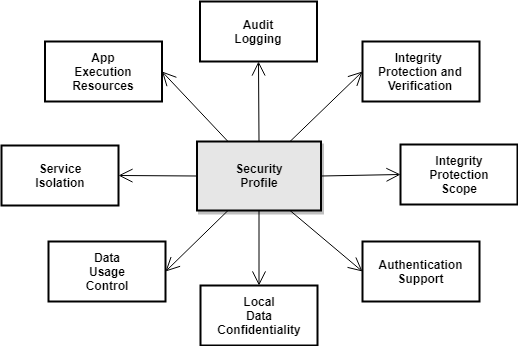 Audit
Logging
App
Execution
Resources
Integrity
Protection and
Verification
Service
Isolation
Security
Profile
Integrity
Protection
Scope
Data
Usage
Control
Authentication
Support
Local
Data
Confidentiality